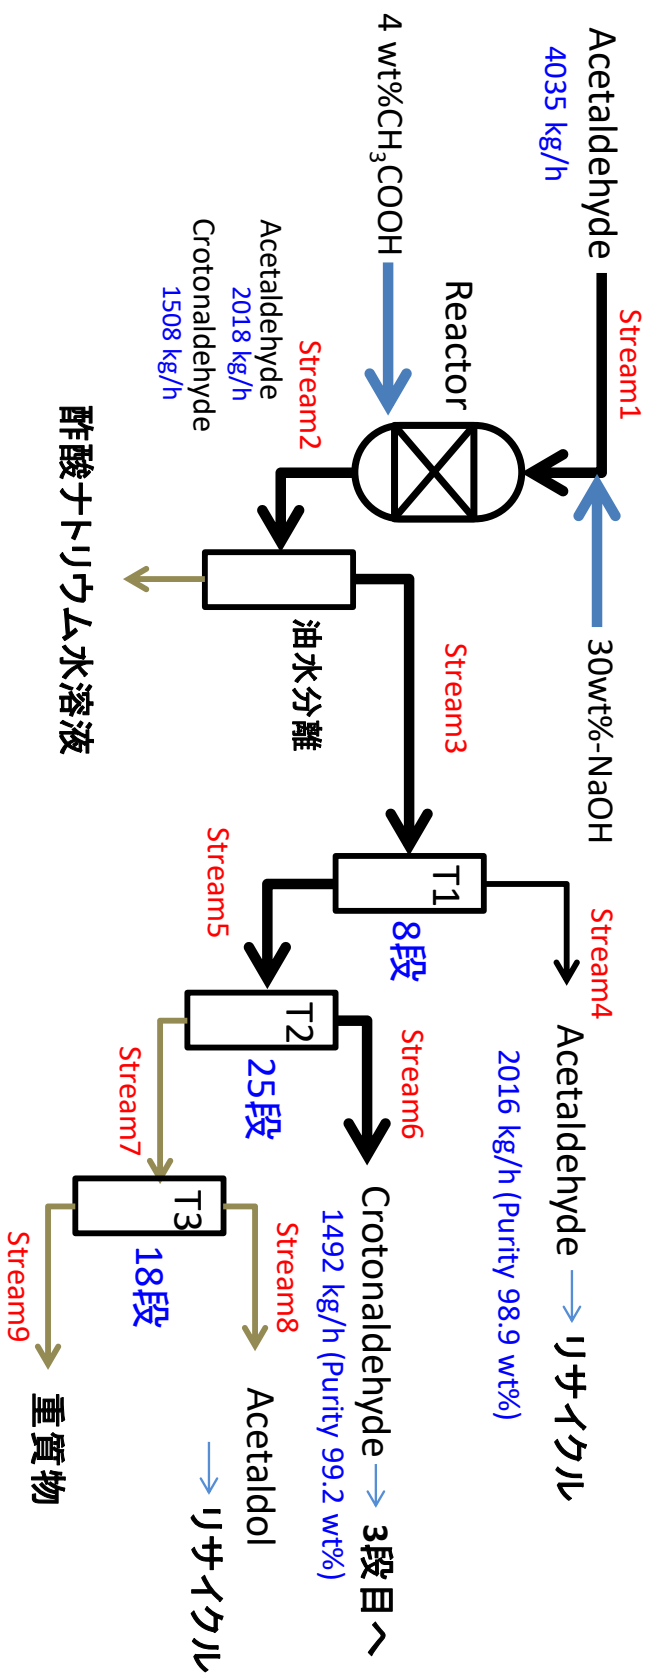 Acetaldehyde
4035 kg/h
Stream1
30wt%-NaOH
4 wt%CH₃COOH
Reactor
Stream2
Acetaldehyde
2018 kg/h
Crotonaldehyde
1508 kg/h
油水分離
酢酸ナトリウム水溶液
Stream3
T1
8段
Stream4
Acetaldehyde → リサイクル
2016 kg/h (Purity 98.9 wt%)
Stream5
T2
25段
Stream6
Crotonaldehyde → 3段目へ
1492 kg/h (Purity 99.2 wt%)
Stream7
T3
18段
Stream8
Acetaldol
→ リサイクル
Stream9
重質物